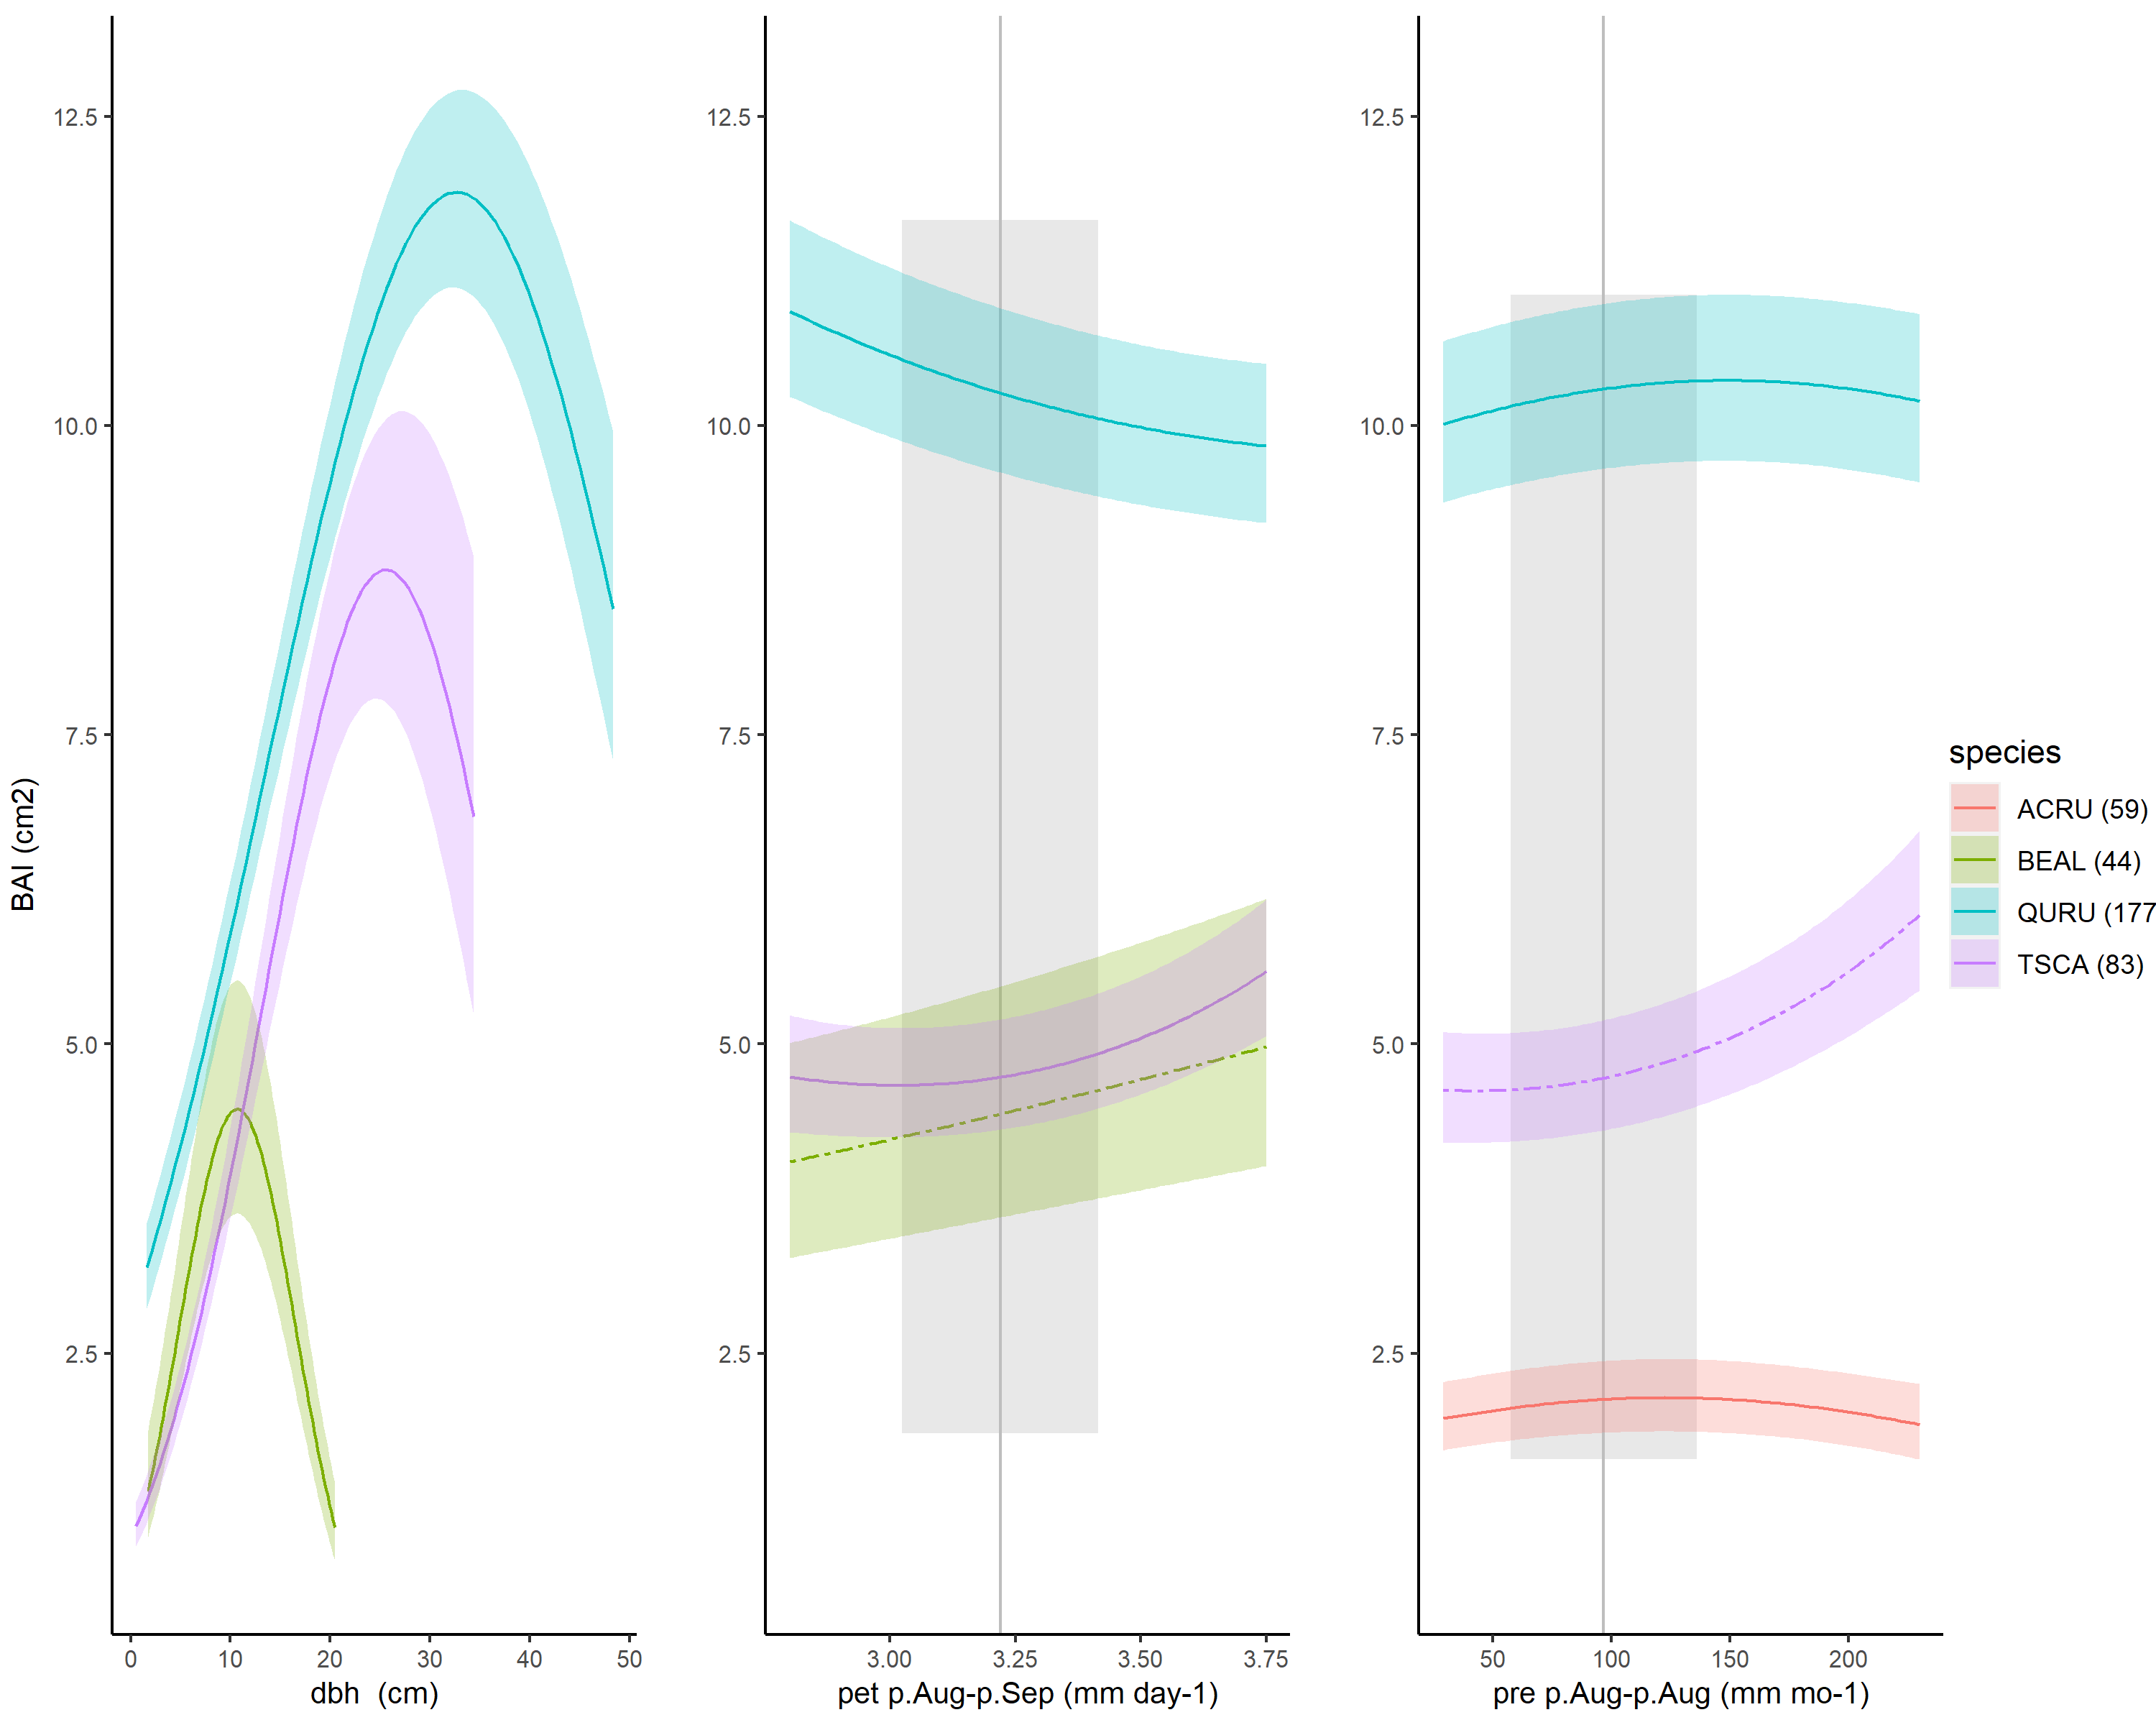 BAI (cm2)
12.5
10.0
7.5
5.0
2.5
0 10 20 30 40 50
dbh (cm)
12.5
10.0
7.5
5.0
2.5
3.00 3.25 3.50 3.75
pet p.Aug-p.Sep (mm day-1)
12.5
10.0
7.5
5.0
2.5
50 100 150 200
pre p.Aug-p.Aug (mm mo-1)
species
ACRU (59)
BEAL (44)
QURU (177
TSCA (83)